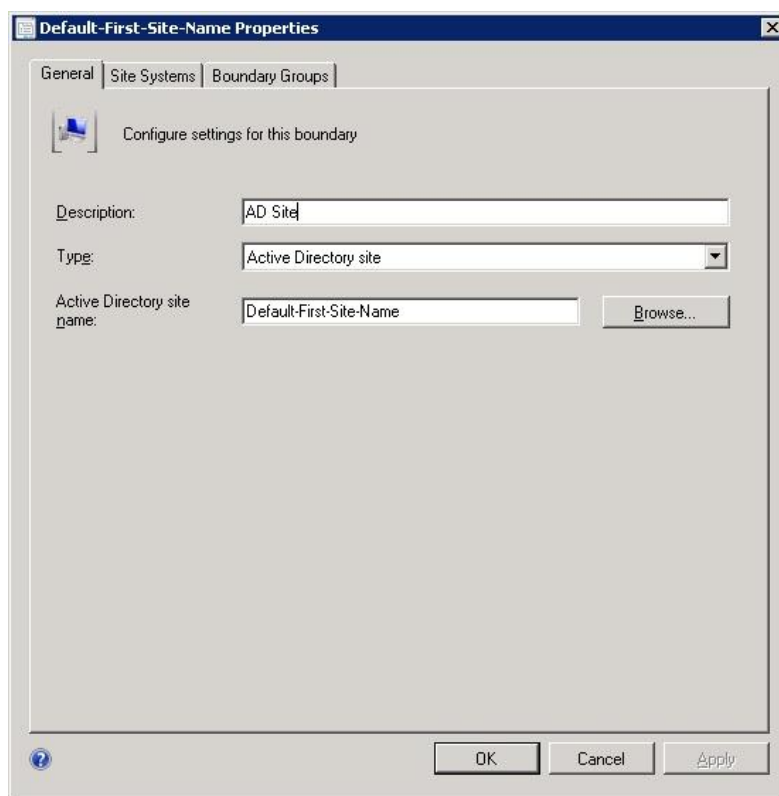 Default-First-Site-Name Properties
General Site Systems Boundary Groups
Configure settings for this boundary
Description: AD Site
Type: Active Directory site
Active Directory site
name: Default-First-Site-Name Browse...
OK Cancel Apply